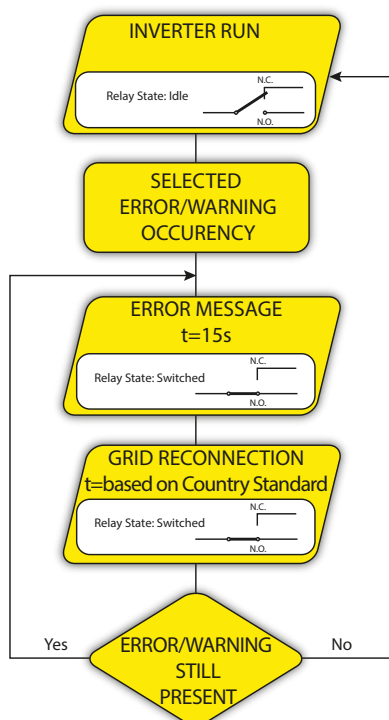 INVERTER RUN
N.C.
Relay State: Idle
N.O.
SELECTED
ERROR/WARNING
OCCURENCY
ERROR MESSAGE
t=15s
N.C.
Relay State: Switched
N.O.
GRID RECONNECTION
t=based on Country Standard
N.C.
Relay State: Switched
N.O.
Yes
ERROR/WARNING
No
STILL
PRESENT